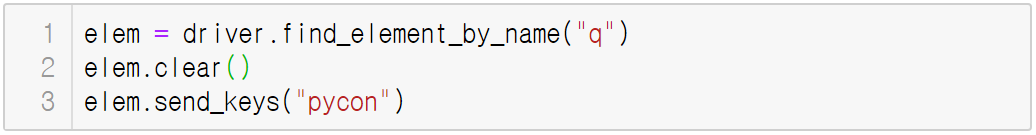 1 elem = driver.find_element_by_name("q")
2 elem.clear()
3 elem.send_keys("pycon")